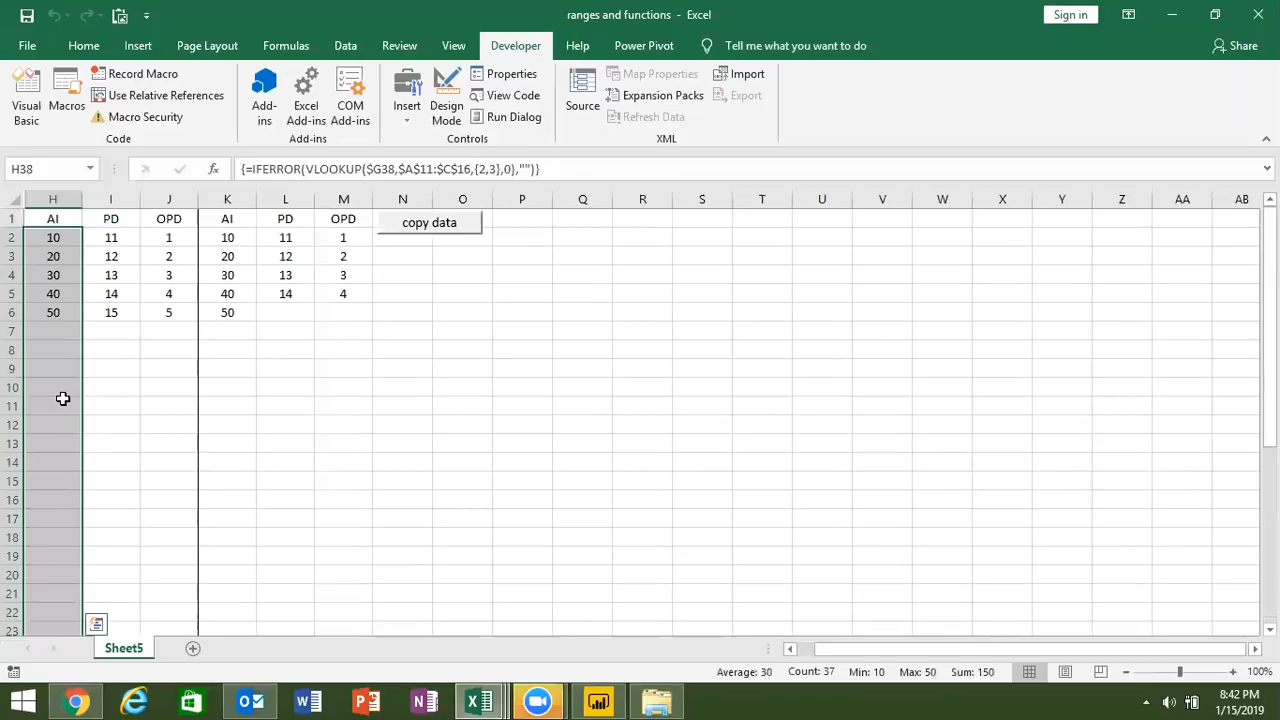 ranges and functions - Excel
Sign in
File Home Insert Page Layout Formulas Data Review View Developer Help Power Pivot Tell me what you want to do Share
Visual Basic
Macros
Record Macro
Use Relative References
Macro Security
Code
Add-ins
Excel Add-ins
COM Add-ins
Add-ins
Insert
Design Mode
Properties
View Code
Run Dialog
Controls
Source
Map Properties
Expansion Packs
Refresh Data
Import
Export
XML
H38
fx
{=IFERROR(VLOOKUP($G38,$A$11:$C$16,{2,3},0),"")}
H I J K L M N O P Q R S T U V W X Y Z AA AB
1 AI PD OPD AI PD OPD copy data
2 10 11 1 10 11 1
3 20 12 2 20 12 2
4 30 13 3 30 13 3
5 40 14 4 40 14 4
6 50 15 5 50
7
8
9
10
11
12
13
14
15
16
17
18
19
20
21
22
23
Sheet5
Average: 30 Count: 37 Min: 10 Max: 50 Sum: 150 100%
8:42 PM
1/15/2019